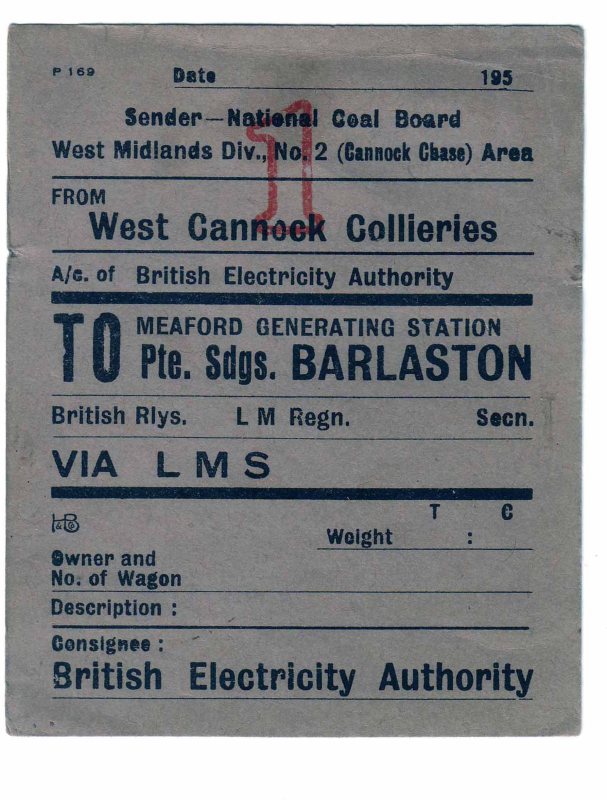 P 169 Date 195
Sender—National Coal Board
West Midlands Div., No. 2 (Cannock Chase) Area
1
FROM
West Cannock Collieries
A/c. of British Electricity Authority
TO MEAFORD GENERATING STATION
Pte. Sdgs. BARLASTON
British Rlys. L M Regn. Secn.
VIA L M S
T C
Weight :
Owner and
No. of Wagon
Description :
Consignee :
British Electricity Authority